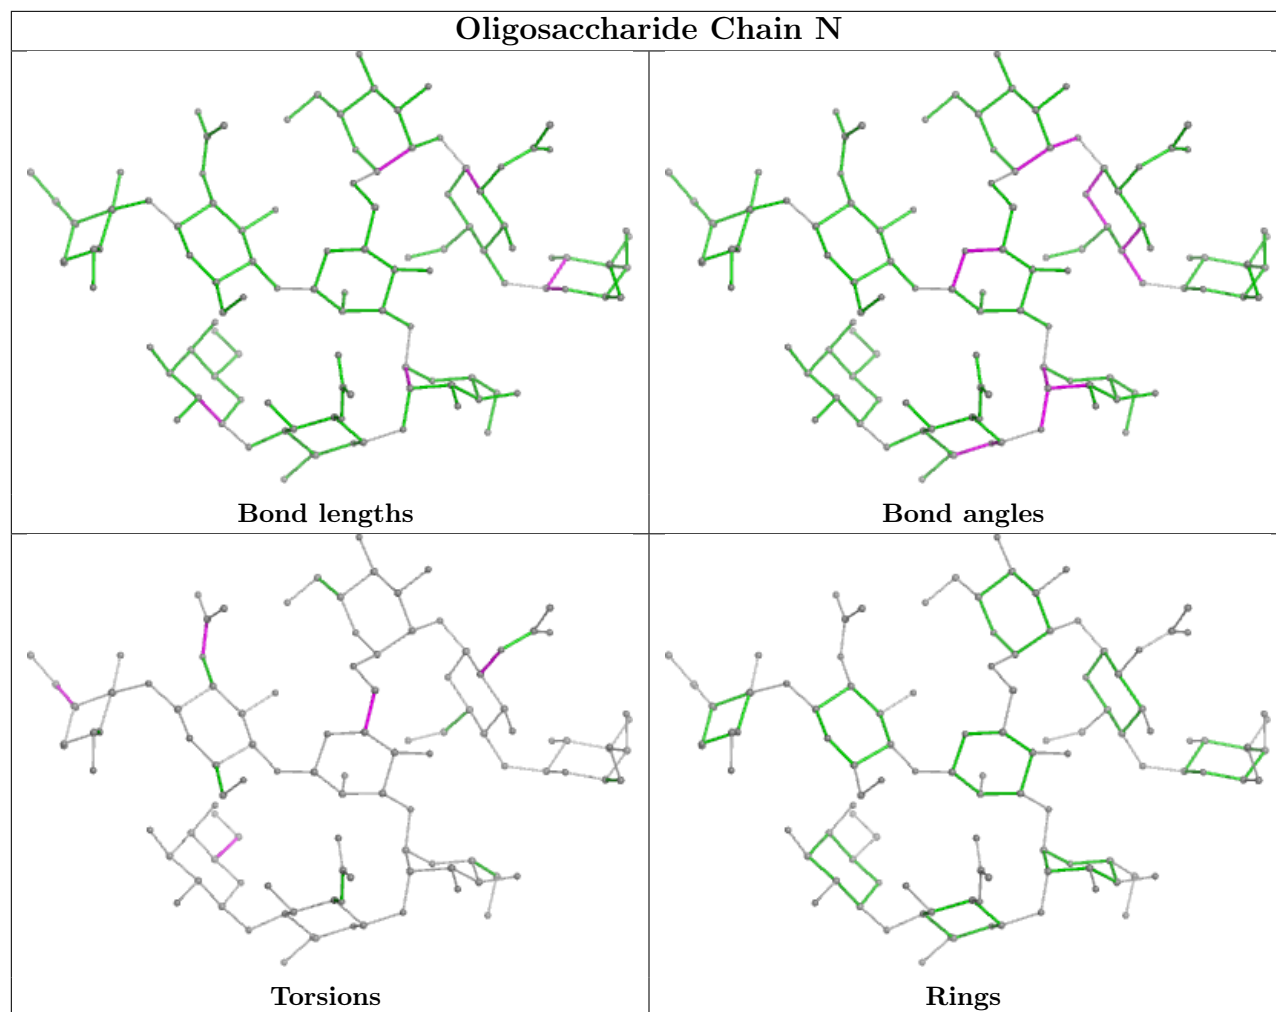 Oligosaccharide Chain N
Bond lengths
Bond angles
Torsions
Rings